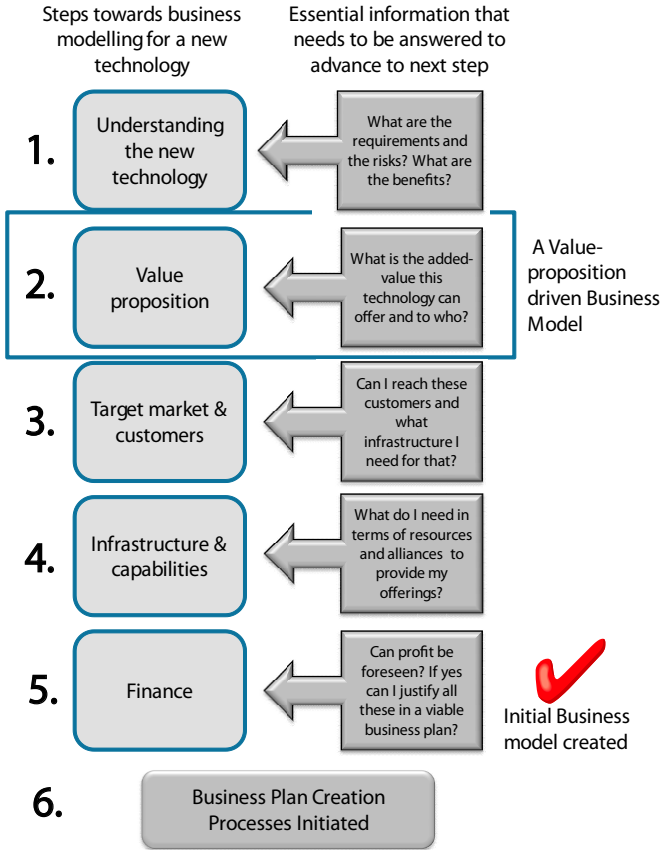 Steps towards business
modelling for a new
technology
Essential information that
needs to be answered to
advance to next step
1.
Understanding
the new
technology
What are the
requirements and
the risks? What are
the benefits?
2.
Value
proposition
What is the added-
value this
technology can
offer and to who?
A Value-
proposition
driven Business
Model
3.
Target market &
customers
Can I reach these
customers and
what
infrastructure I
need for that?
4.
Infrastructure &
capabilities
What do I need in
terms of resources
and alliances to
provide my
offerings?
5.
Finance
Can profit be
foreseen? If yes
can I justify all
these in a viable
business plan?
Initial Business
model created
6.
Business Plan Creation
Processes Initiated